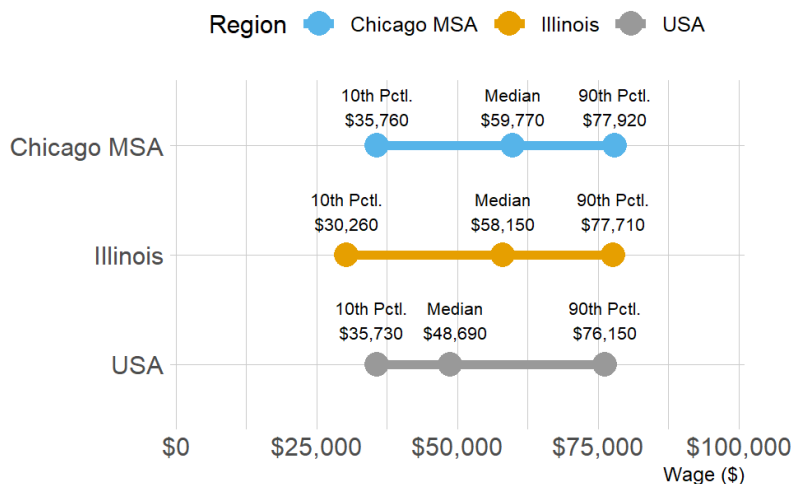 Region Chicago MSA Illinois USA
10th Pctl. Median 90th Pctl.
$35,760 $59,770 $77,920
Chicago MSA
10th Pctl. Median 90th Pctl.
$30,260 $58,150 $77,710
Illinois
10th Pctl. Median 90th Pctl.
$35,730 $48,690 $76,150
USA
$0 $25,000 $50,000 $75,000 $100,000
Wage ($)